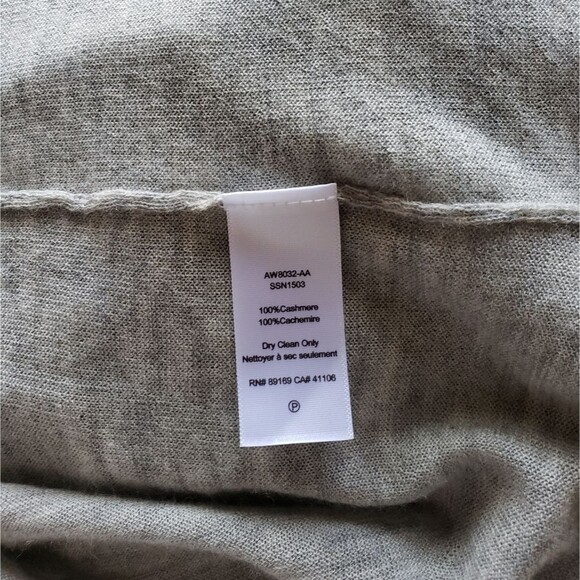 AW8032-AA
SSN1503
100%Cashmere
100%Cachemire
Dry Clean Only
Nettoyer à sec seulement
RN# 89169 CA# 41106
P